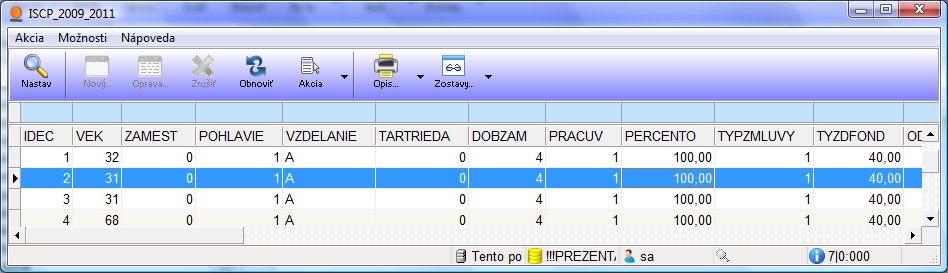 ISCP_2009_2011
Akcia Možnosti Nápoveda
Nastav Nový... Oprava... Zrušiť Obnoviť Akcia Opis... Zostavy...
IDEC VEK ZAMEST POHLAVIE VZDELANIE TARTRIEDA DOBZAM PRACUV PERCENTO TYPZMLUVY TYZDFOND OD
1 32 0 1 A 0 4 1 100,00 1 40,00
2 31 0 1 A 0 4 1 100,00 1 40,00
3 31 0 1 A 0 4 1 100,00 1 40,00
4 68 0 1 A 0 4 1 100,00 1 40,00
Tento po !!!PREZENTA sa 7|0:000